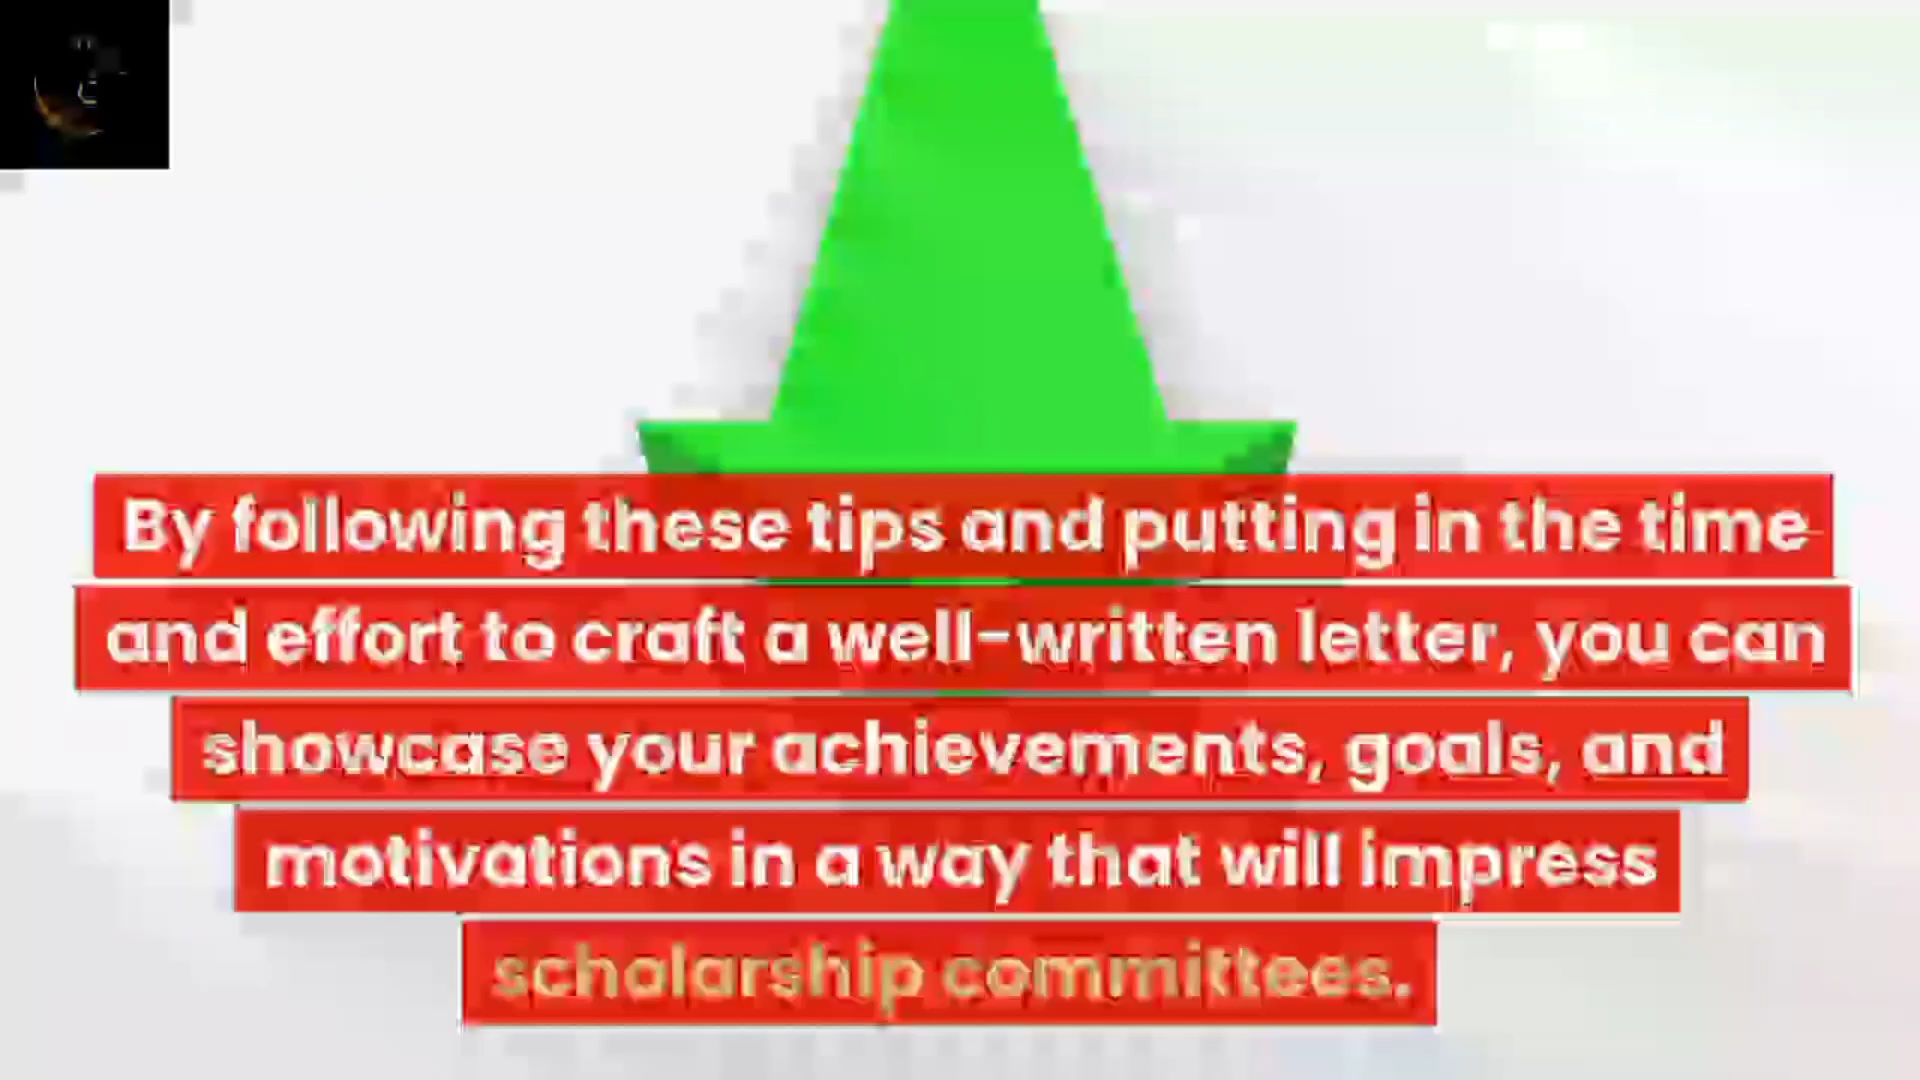 By following these tips and putting in the time
and effort to craft a well-written letter, you can
showcase your achievements, goals, and
motivations in a way that will impress
scholarship committees.